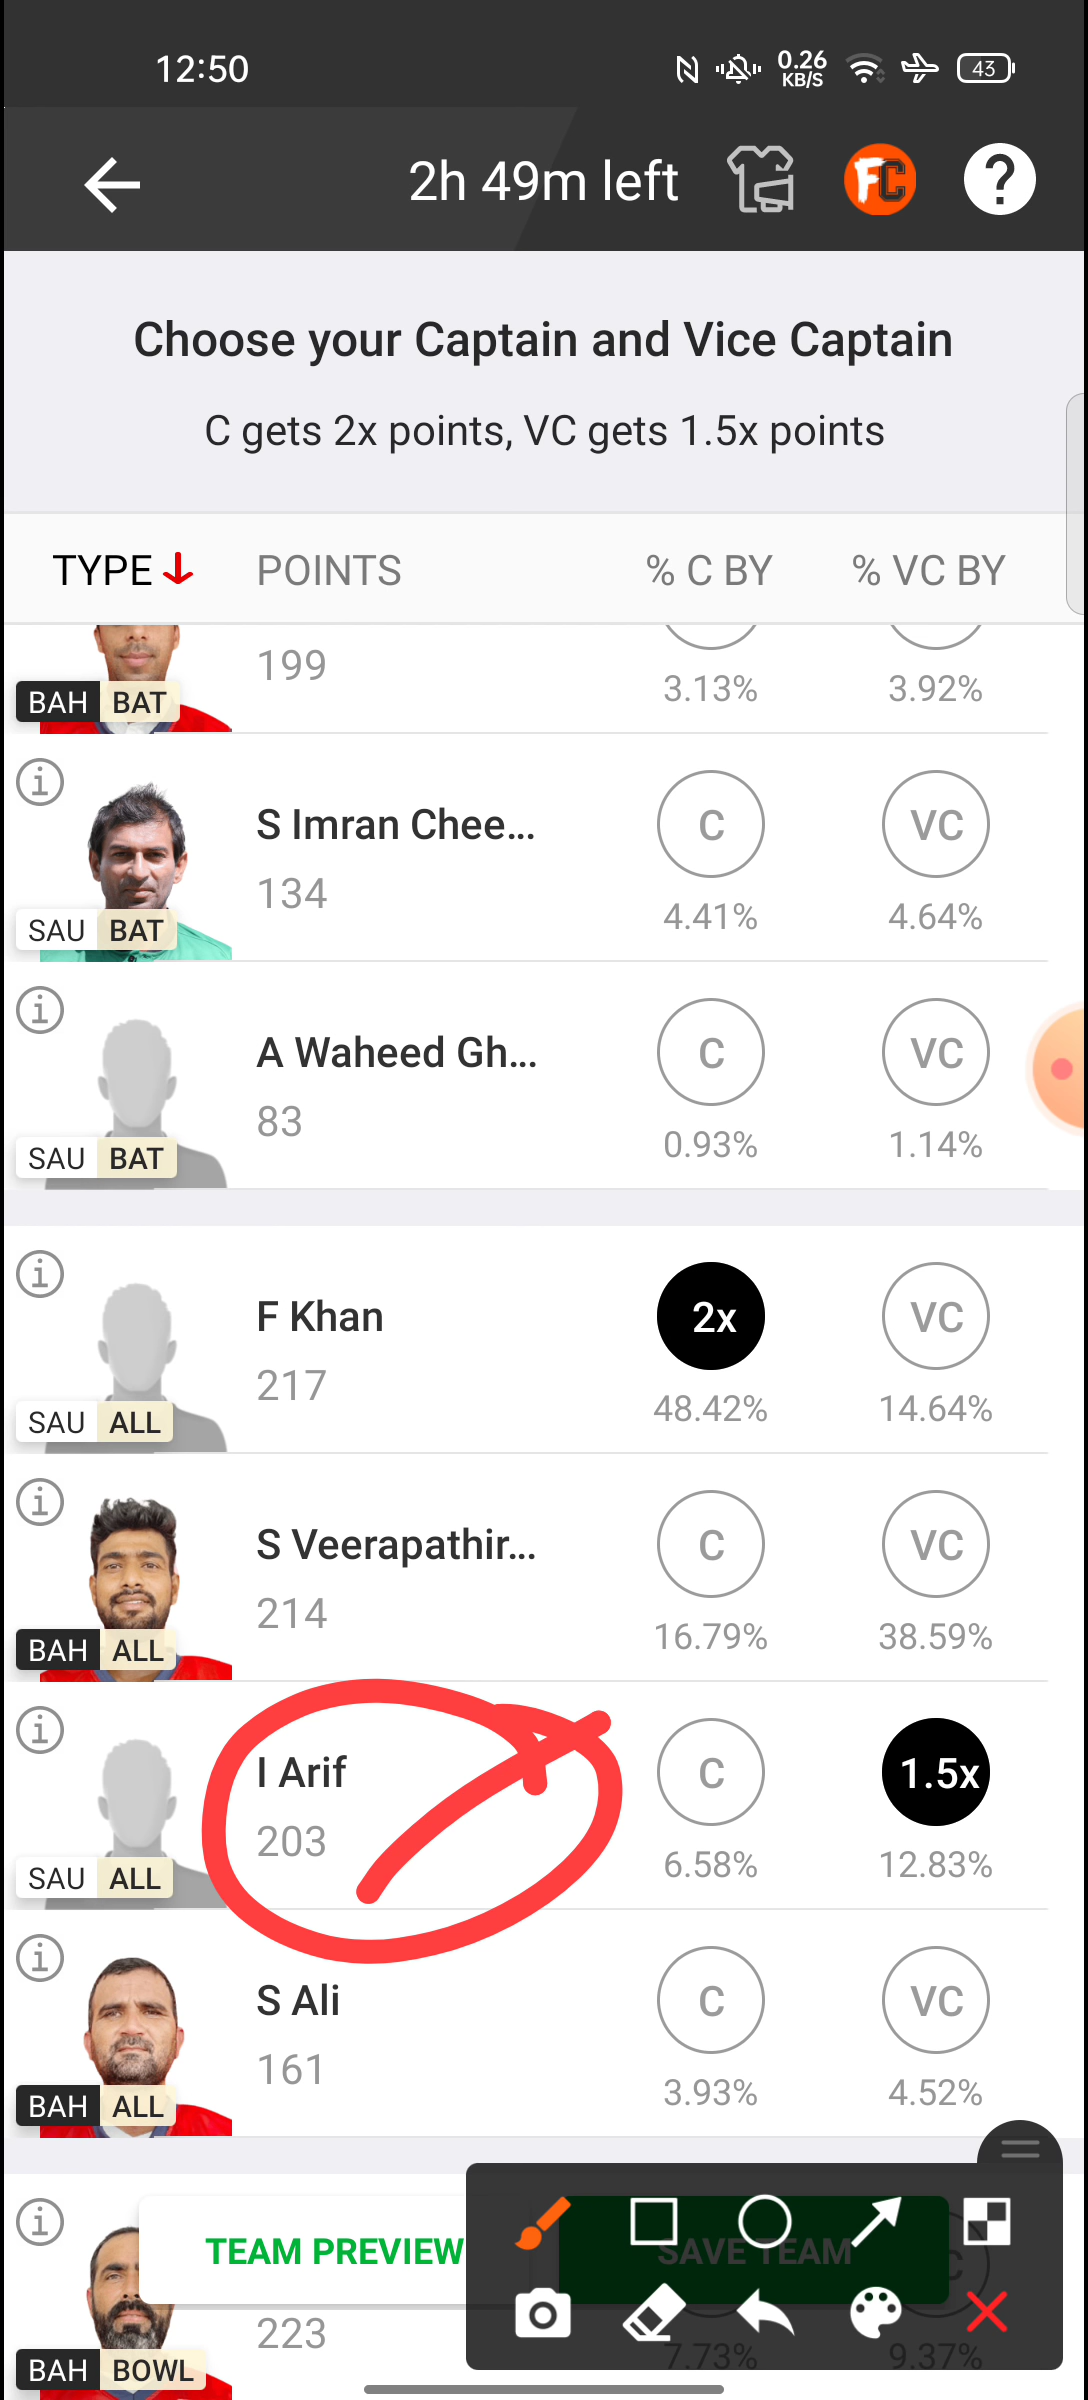 12:50
0.26
KB/S
43
2h 49m left
FC
?
Choose your Captain and Vice Captain
C gets 2x points, VC gets 1.5x points
TYPE POINTS % C BY % VC BY
199
3.13% 3.92%
BAH BAT
S Imran Chee...
C VC
134
4.41% 4.64%
SAU BAT
A Waheed Gh...
C VC
83
0.93% 1.14%
SAU BAT
F Khan
2x VC
217
48.42% 14.64%
SAU ALL
S Veerapathir...
C VC
214
16.79% 38.59%
BAH ALL
I Arif
C 1.5x
203
6.58% 12.83%
SAU ALL
S Ali
C VC
161
3.93% 4.52%
BAH ALL
TEAM PREVIEW SAVE TEAM
223
7.73% 9.37%
BAH BOWL